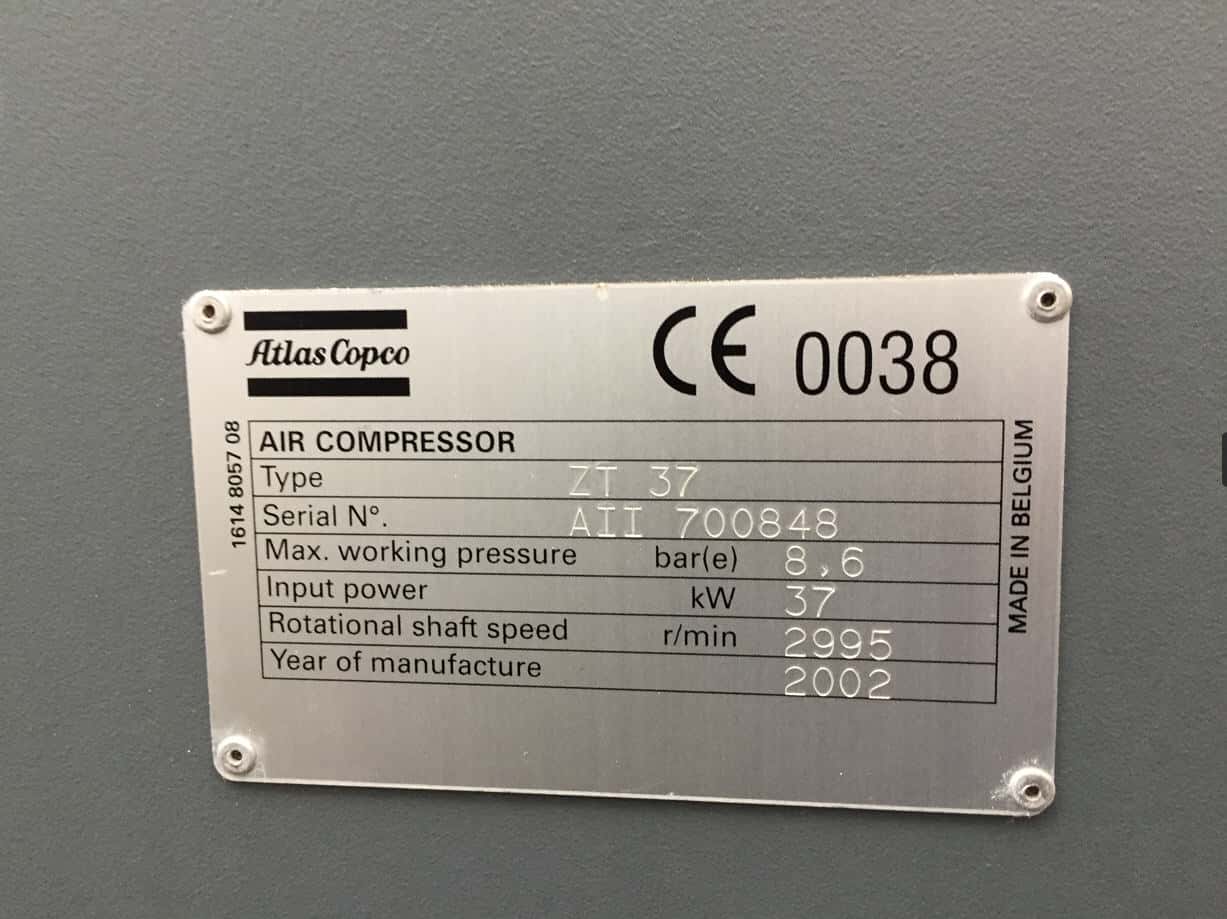 Atlas Copco
CE 0038
1614 8057 08
AIR COMPRESSOR
Type ZT 37
Serial Nº. AII 700848
Max. working pressure bar(e) 8,6
Input power kW 37
Rotational shaft speed r/min 2995
Year of manufacture 2002
MADE IN BELGIUM